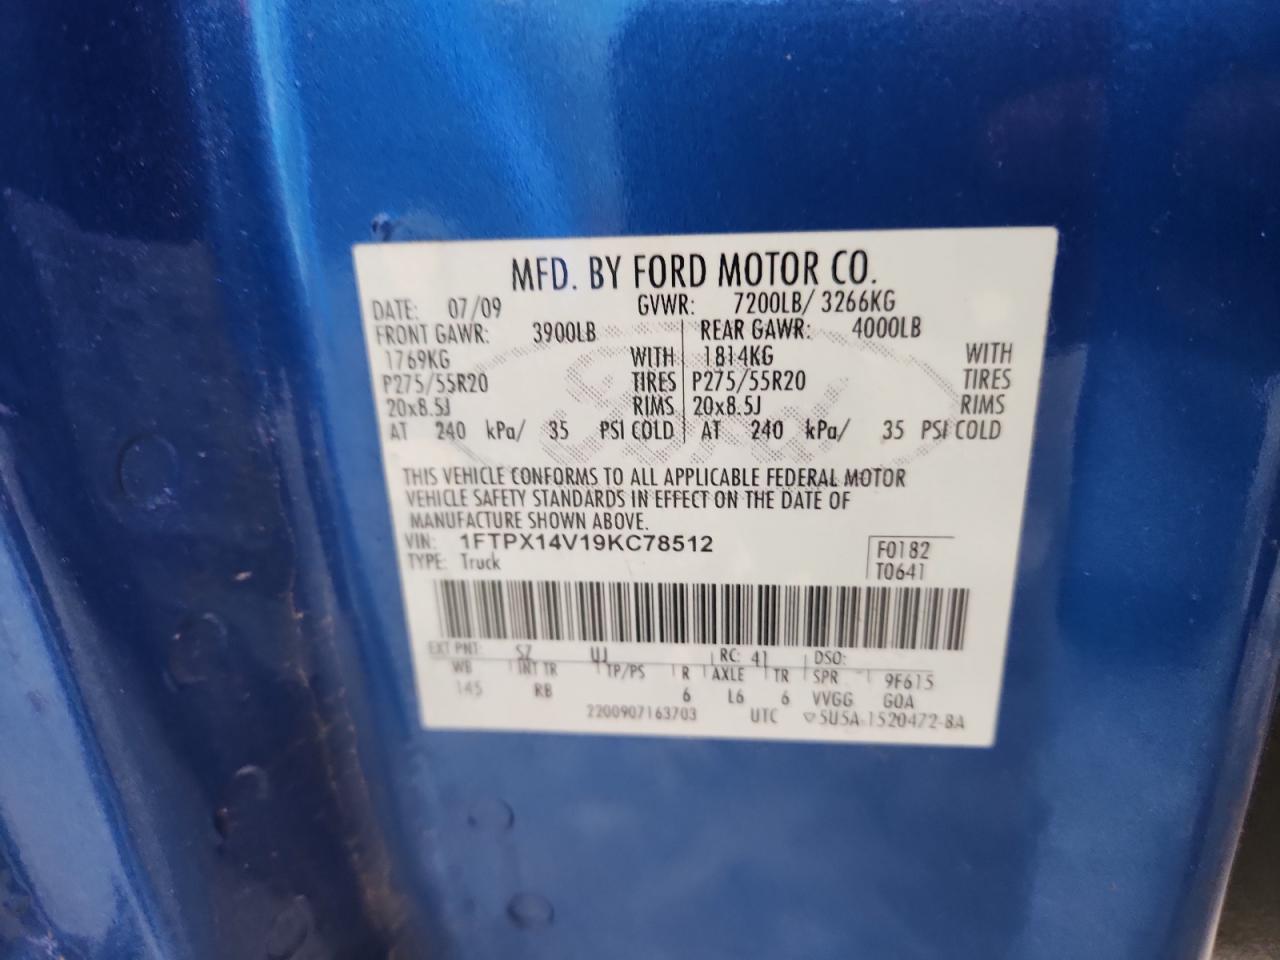 MFD. BY FORD MOTOR CO.
DATE: 07/09 GVWR: 7200LB/ 3266KG
FRONT GAWR: 3900LB REAR GAWR: 4000LB
1769KG WITH 1814KG WITH
P275/55R20 TIRES P275/55R20 TIRES
20x8.5J RIMS 20x8.5J RIMS
AT 240 kPa/ 35 PSI COLD AT 240 kPa/ 35 PSI COLD
THIS VEHICLE CONFORMS TO ALL APPLICABLE FEDERAL MOTOR
VEHICLE SAFETY STANDARDS IN EFFECT ON THE DATE OF
MANUFACTURE SHOWN ABOVE.
VIN: 1FTPX14V19KC78512 F0182
TYPE: Truck T0641
EXT PNT: SZ UJ RC: 41 DSO:
WB INT TR TP/PS R AXLE TR SPR 9F615
145 RB 6 L6 6 VVGG GOA
2200907163703 UTC ▽5U5A-1520472-BA